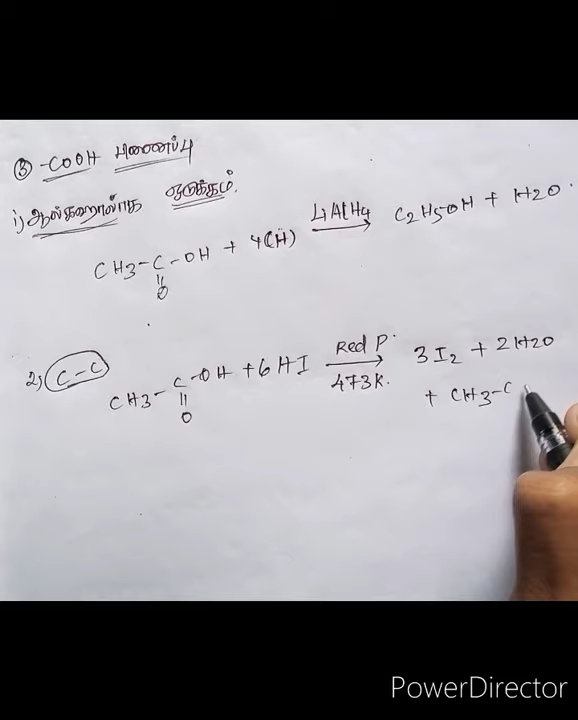 ③ -COOH பிணைப்பு
i) ஆல்கஹாலாக ஒடுக்கம்.
CH3-C-OH + 4(H) LiAlH4 C2H5OH + H2O.
||
O
2) C-C
CH3-C-OH + 6HI Red P. 473K. 3I2 + 2H2O
||
O
+ CH3-C
PowerDirector